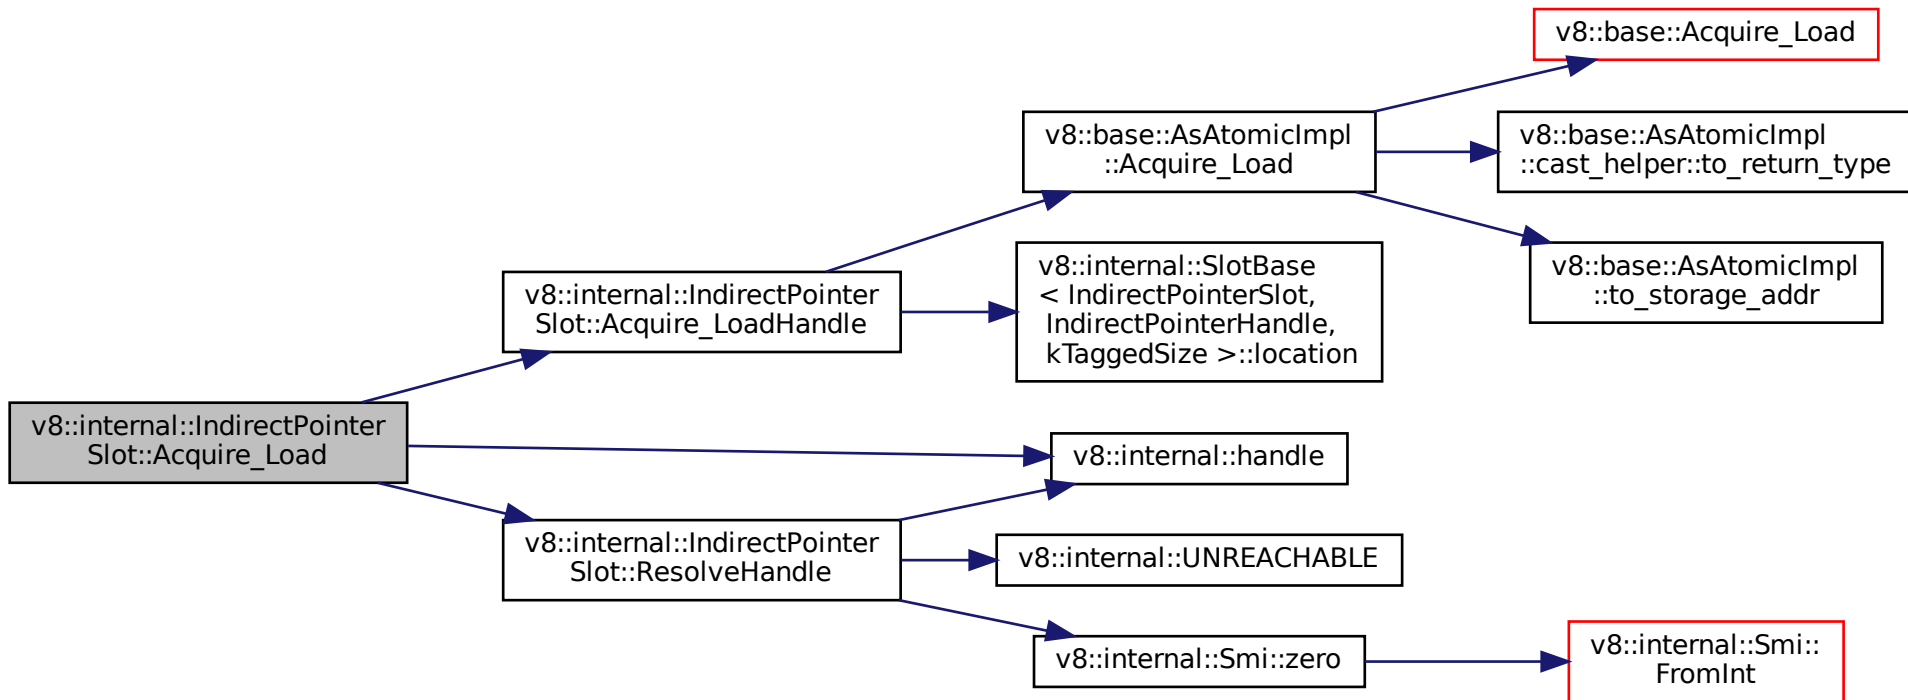 v8::base::Acquire_Load
v8::base::AsAtomicImpl
::Acquire_Load
v8::base::AsAtomicImpl
::cast_helper::to_return_type
v8::internal::SlotBase
< IndirectPointerSlot,
IndirectPointerHandle,
kTaggedSize >::location
v8::base::AsAtomicImpl
::to_storage_addr
v8::internal::IndirectPointer
Slot::Acquire_LoadHandle
v8::internal::IndirectPointer
Slot::Acquire_Load
v8::internal::handle
v8::internal::IndirectPointer
Slot::ResolveHandle
v8::internal::UNREACHABLE
v8::internal::Smi::zero
v8::internal::Smi::
FromInt